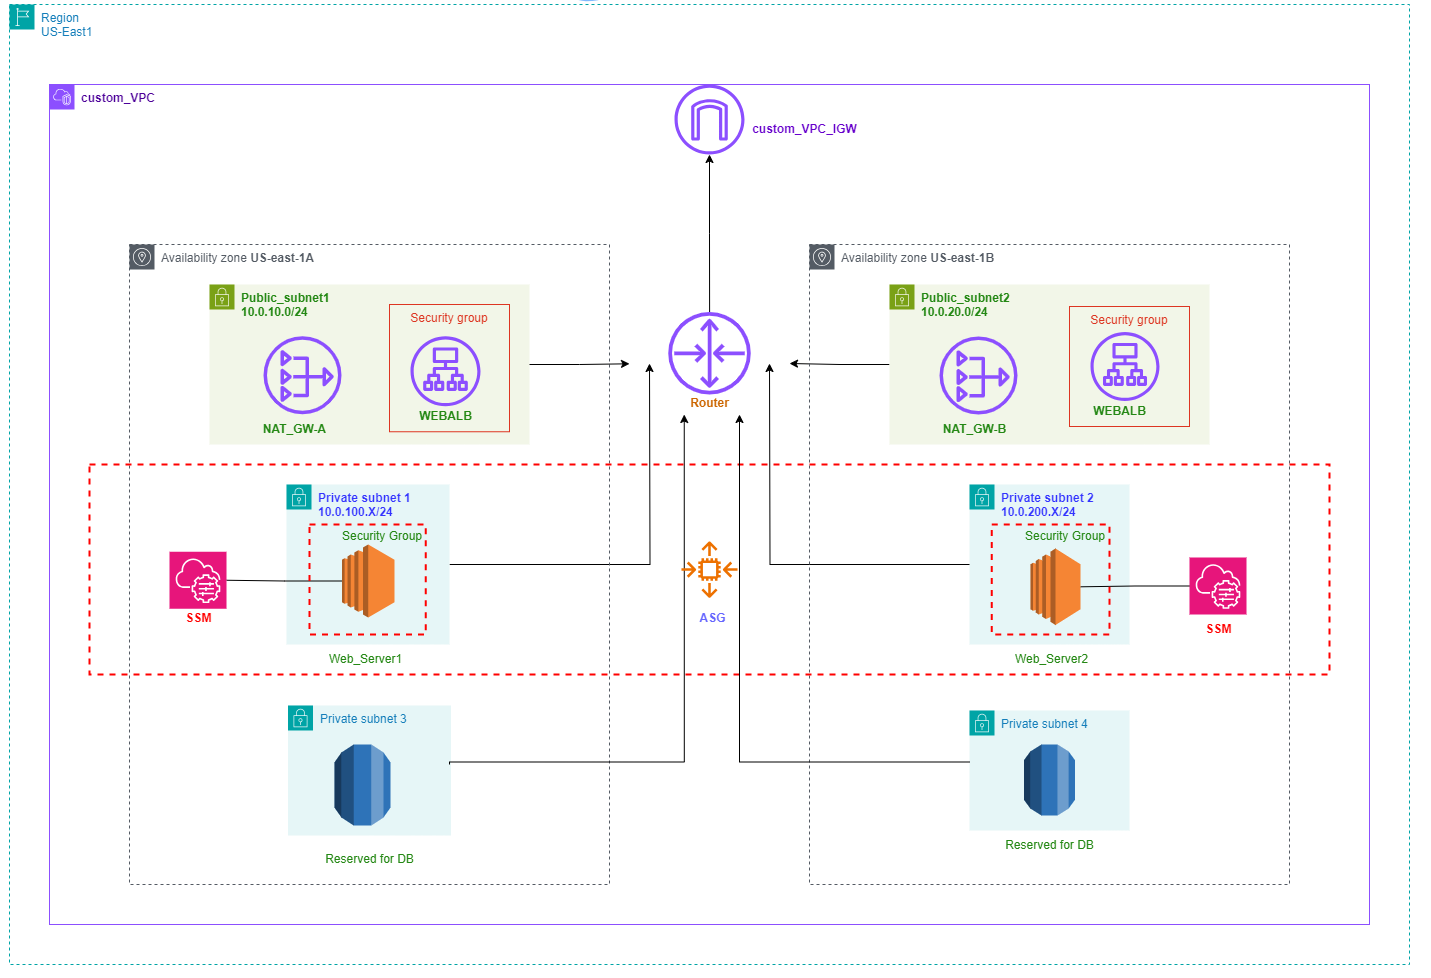 Region
US-East1
custom_VPC
custom_VPC_IGW
Availability zone US-east-1A
Availability zone US-east-1B
Public_subnet1
10.0.10.0/24
Security group
WEBALB
NAT_GW-A
Public_subnet2
10.0.20.0/24
Security group
WEBALB
NAT_GW-B
Router
Private subnet 1
10.0.100.X/24
Security Group
SSM
Web_Server1
ASG
Private subnet 2
10.0.200.X/24
Security Group
SSM
Web_Server2
Private subnet 3
Reserved for DB
Private subnet 4
Reserved for DB